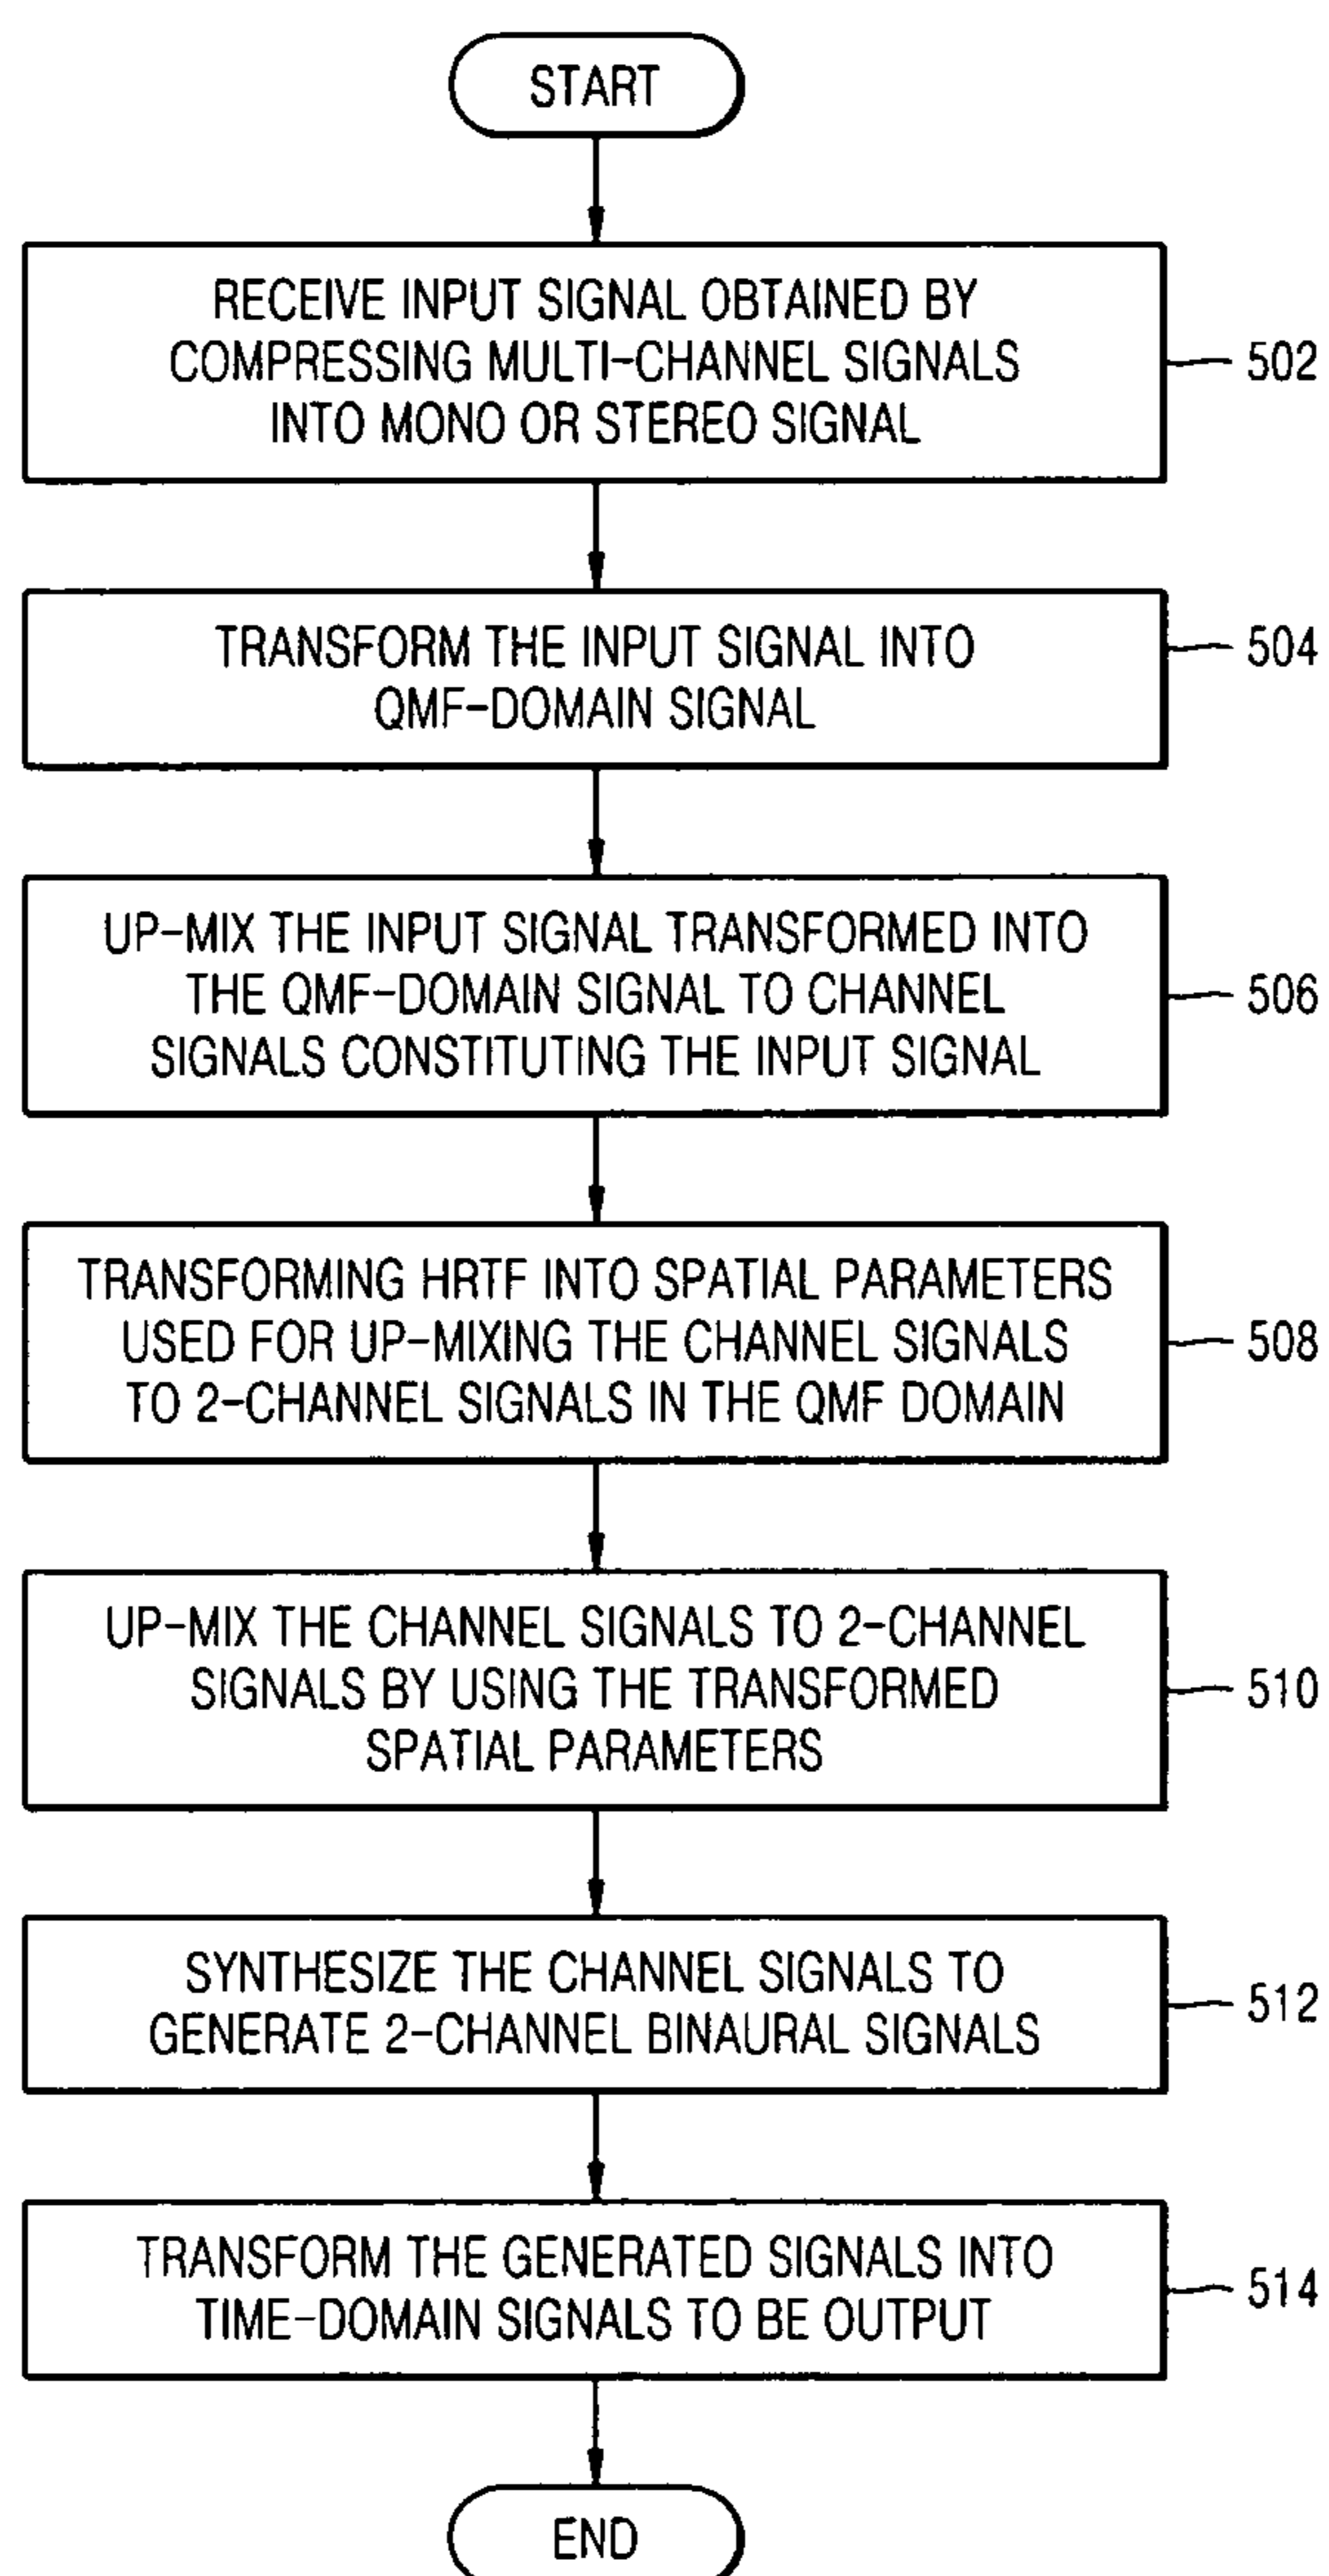 START
RECEIVE INPUT SIGNAL OBTAINED BY
COMPRESSING MULTI-CHANNEL SIGNALS
INTO MONO OR STEREO SIGNAL
502
TRANSFORM THE INPUT SIGNAL INTO
QMF-DOMAIN SIGNAL
504
UP-MIX THE INPUT SIGNAL TRANSFORMED INTO
THE QMF-DOMAIN SIGNAL TO CHANNEL
SIGNALS CONSTITUTING THE INPUT SIGNAL
506
TRANSFORMING HRTF INTO SPATIAL PARAMETERS
USED FOR UP-MIXING THE CHANNEL SIGNALS
TO 2-CHANNEL SIGNALS IN THE QMF DOMAIN
508
UP-MIX THE CHANNEL SIGNALS TO 2-CHANNEL
SIGNALS BY USING THE TRANSFORMED
SPATIAL PARAMETERS
510
SYNTHESIZE THE CHANNEL SIGNALS TO
GENERATE 2-CHANNEL BINAURAL SIGNALS
512
TRANSFORM THE GENERATED SIGNALS INTO
TIME-DOMAIN SIGNALS TO BE OUTPUT
514
END